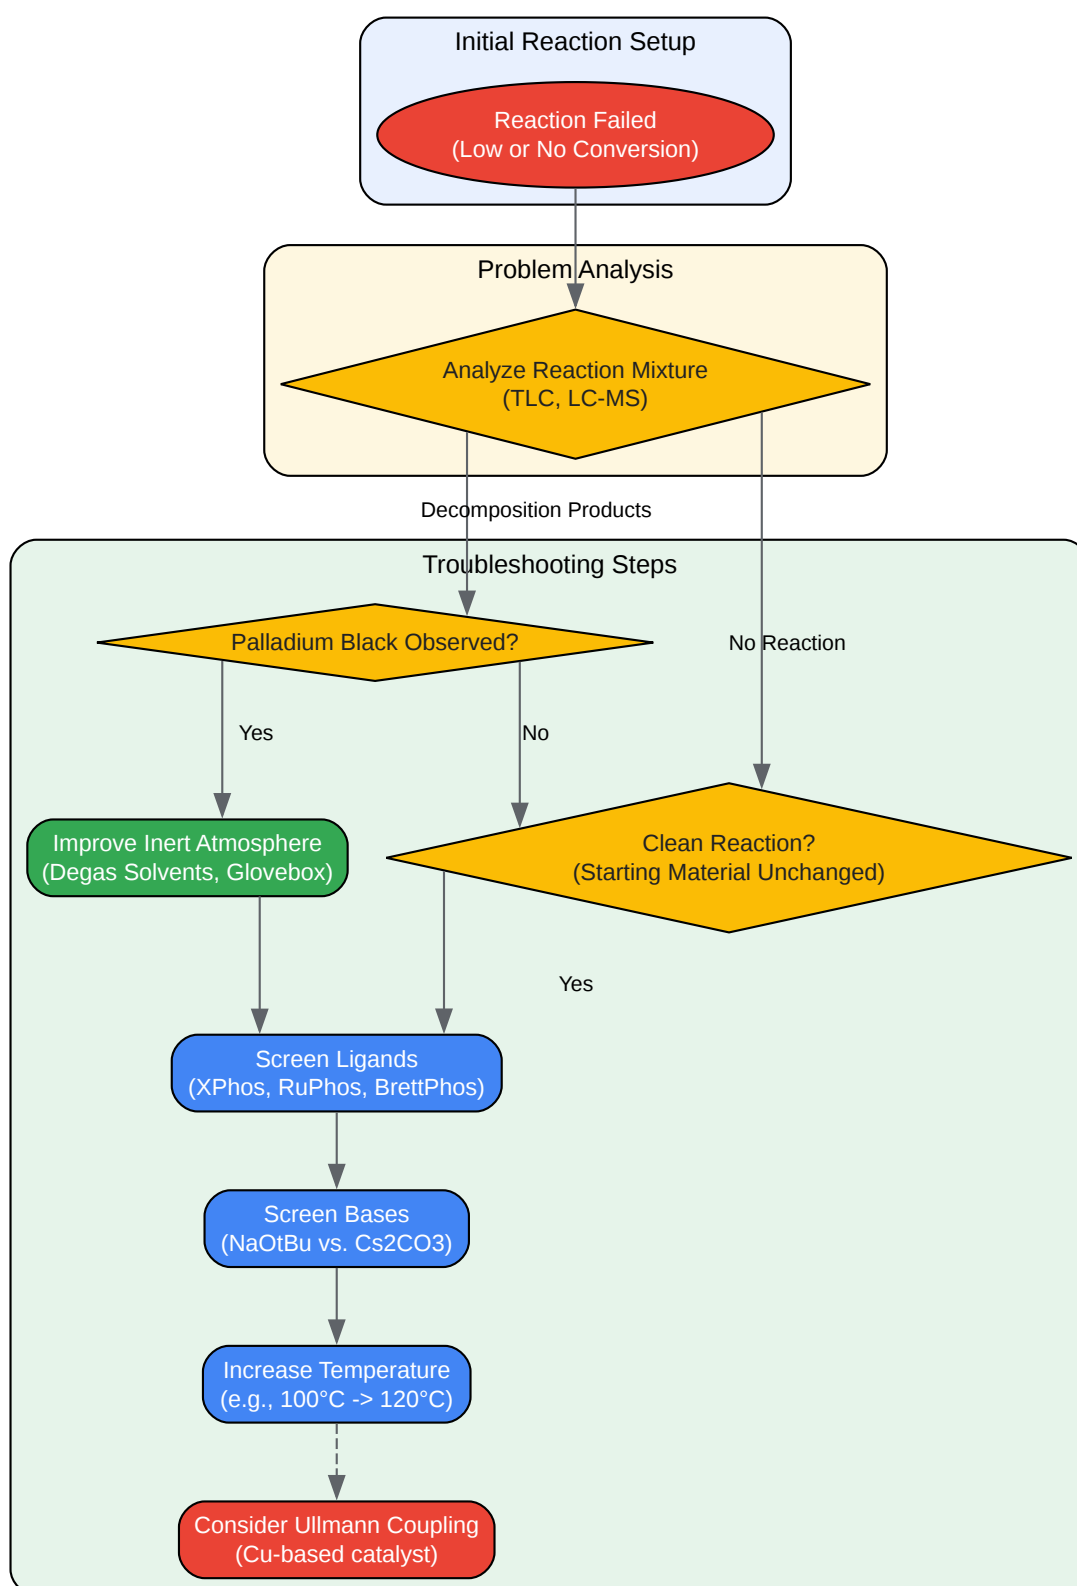 Initial Reaction Setup
Reaction Failed
(Low or No Conversion)
Problem Analysis
Analyze Reaction Mixture
(TLC, LC-MS)
Decomposition Products
Troubleshooting Steps
Palladium Black Observed?
No Reaction
Yes
No
Improve Inert Atmosphere
(Degas Solvents, Glovebox)
Clean Reaction?
(Starting Material Unchanged)
Yes
Screen Ligands
(XPhos, RuPhos, BrettPhos)
Screen Bases
(NaOtBu vs. Cs2CO3)
Increase Temperature
(e.g., 100°C -> 120°C)
Consider Ullmann Coupling
(Cu-based catalyst)